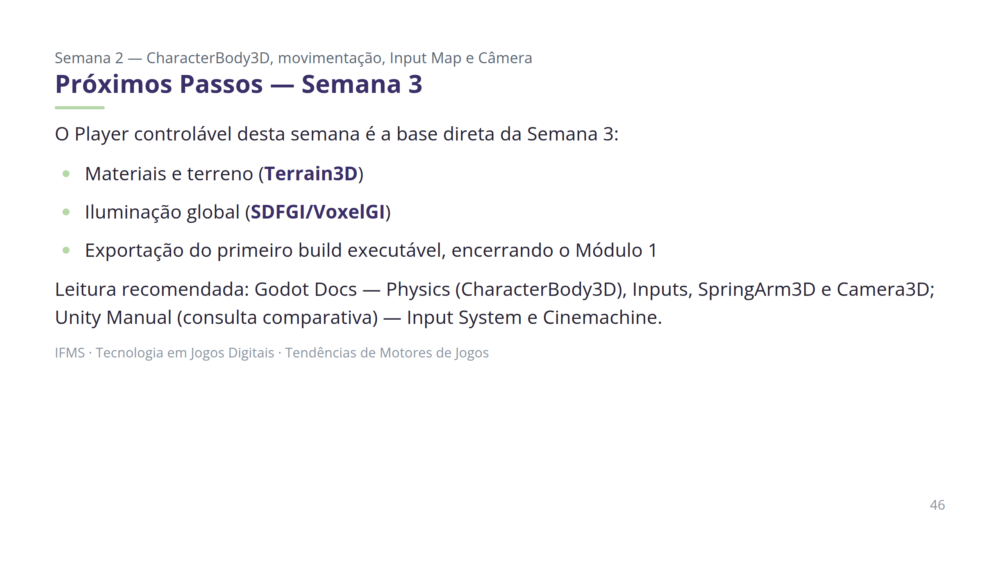 Semana 2 — CharacterBody3D, movimentação, Input Map e Câmera
Próximos Passos — Semana 3
O Player controlável desta semana é a base direta da Semana 3:
Materiais e terreno (Terrain3D)
Iluminação global (SDFGI/VoxelGI)
Exportação do primeiro build executável, encerrando o Módulo 1
Leitura recomendada: Godot Docs — Physics (CharacterBody3D), Inputs, SpringArm3D e Camera3D;
Unity Manual (consulta comparativa) — Input System e Cinemachine.
IFMS · Tecnologia em Jogos Digitais · Tendências de Motores de Jogos
46